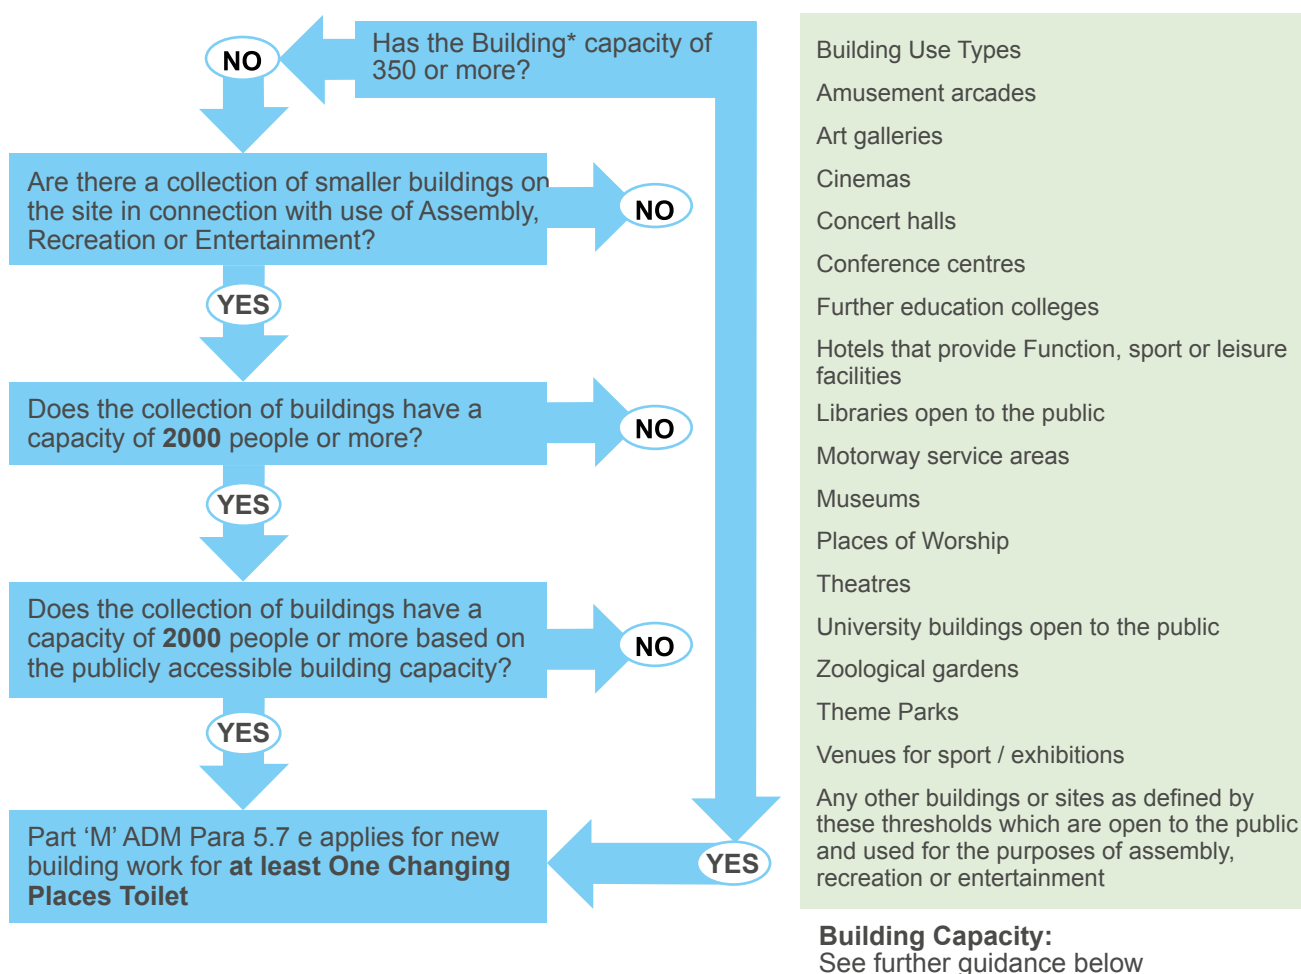 Has the Building* capacity of
350 or more?
NO
Are there a collection of smaller buildings on
the site in connection with use of Assembly,
Recreation or Entertainment?
NO
YES
Does the collection of buildings have a
capacity of 2000 people or more?
NO
YES
Does the collection of buildings have a
capacity of 2000 people or more based on
the publicly accessible building capacity?
NO
YES
Part ‘M’ ADM Para 5.7 e applies for new
building work for at least One Changing
Places Toilet
YES
Building Use Types
Amusement arcades
Art galleries
Cinemas
Concert halls
Conference centres
Further education colleges
Hotels that provide Function, sport or leisure
facilities
Libraries open to the public
Motorway service areas
Museums
Places of Worship
Theatres
University buildings open to the public
Zoological gardens
Theme Parks
Venues for sport / exhibitions
Any other buildings or sites as defined by
these thresholds which are open to the public
and used for the purposes of assembly,
recreation or entertainment
Building Capacity:
See further guidance below